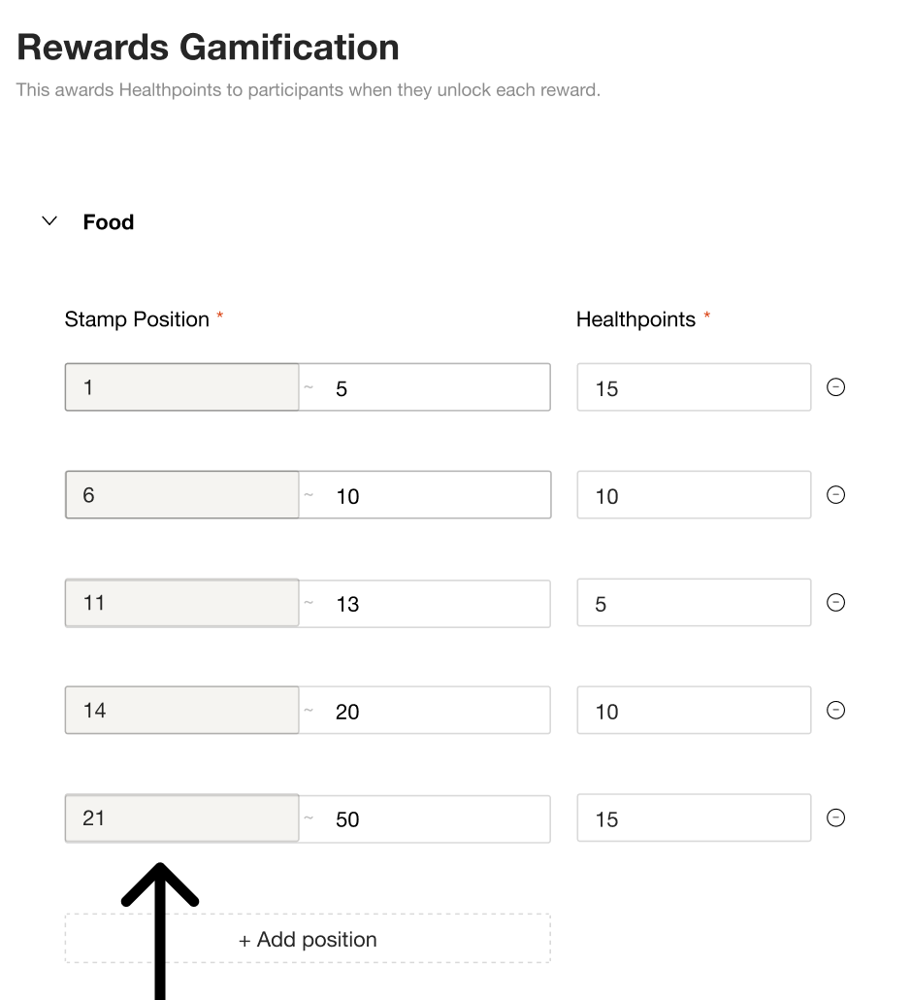 Rewards Gamification
This awards Healthpoints to participants when they unlock each reward.
Food
Stamp Position * Healthpoints *
1 ~ 5 15
6 ~ 10 10
11 ~ 13 5
14 ~ 20 10
21 ~ 50 15
+ Add position